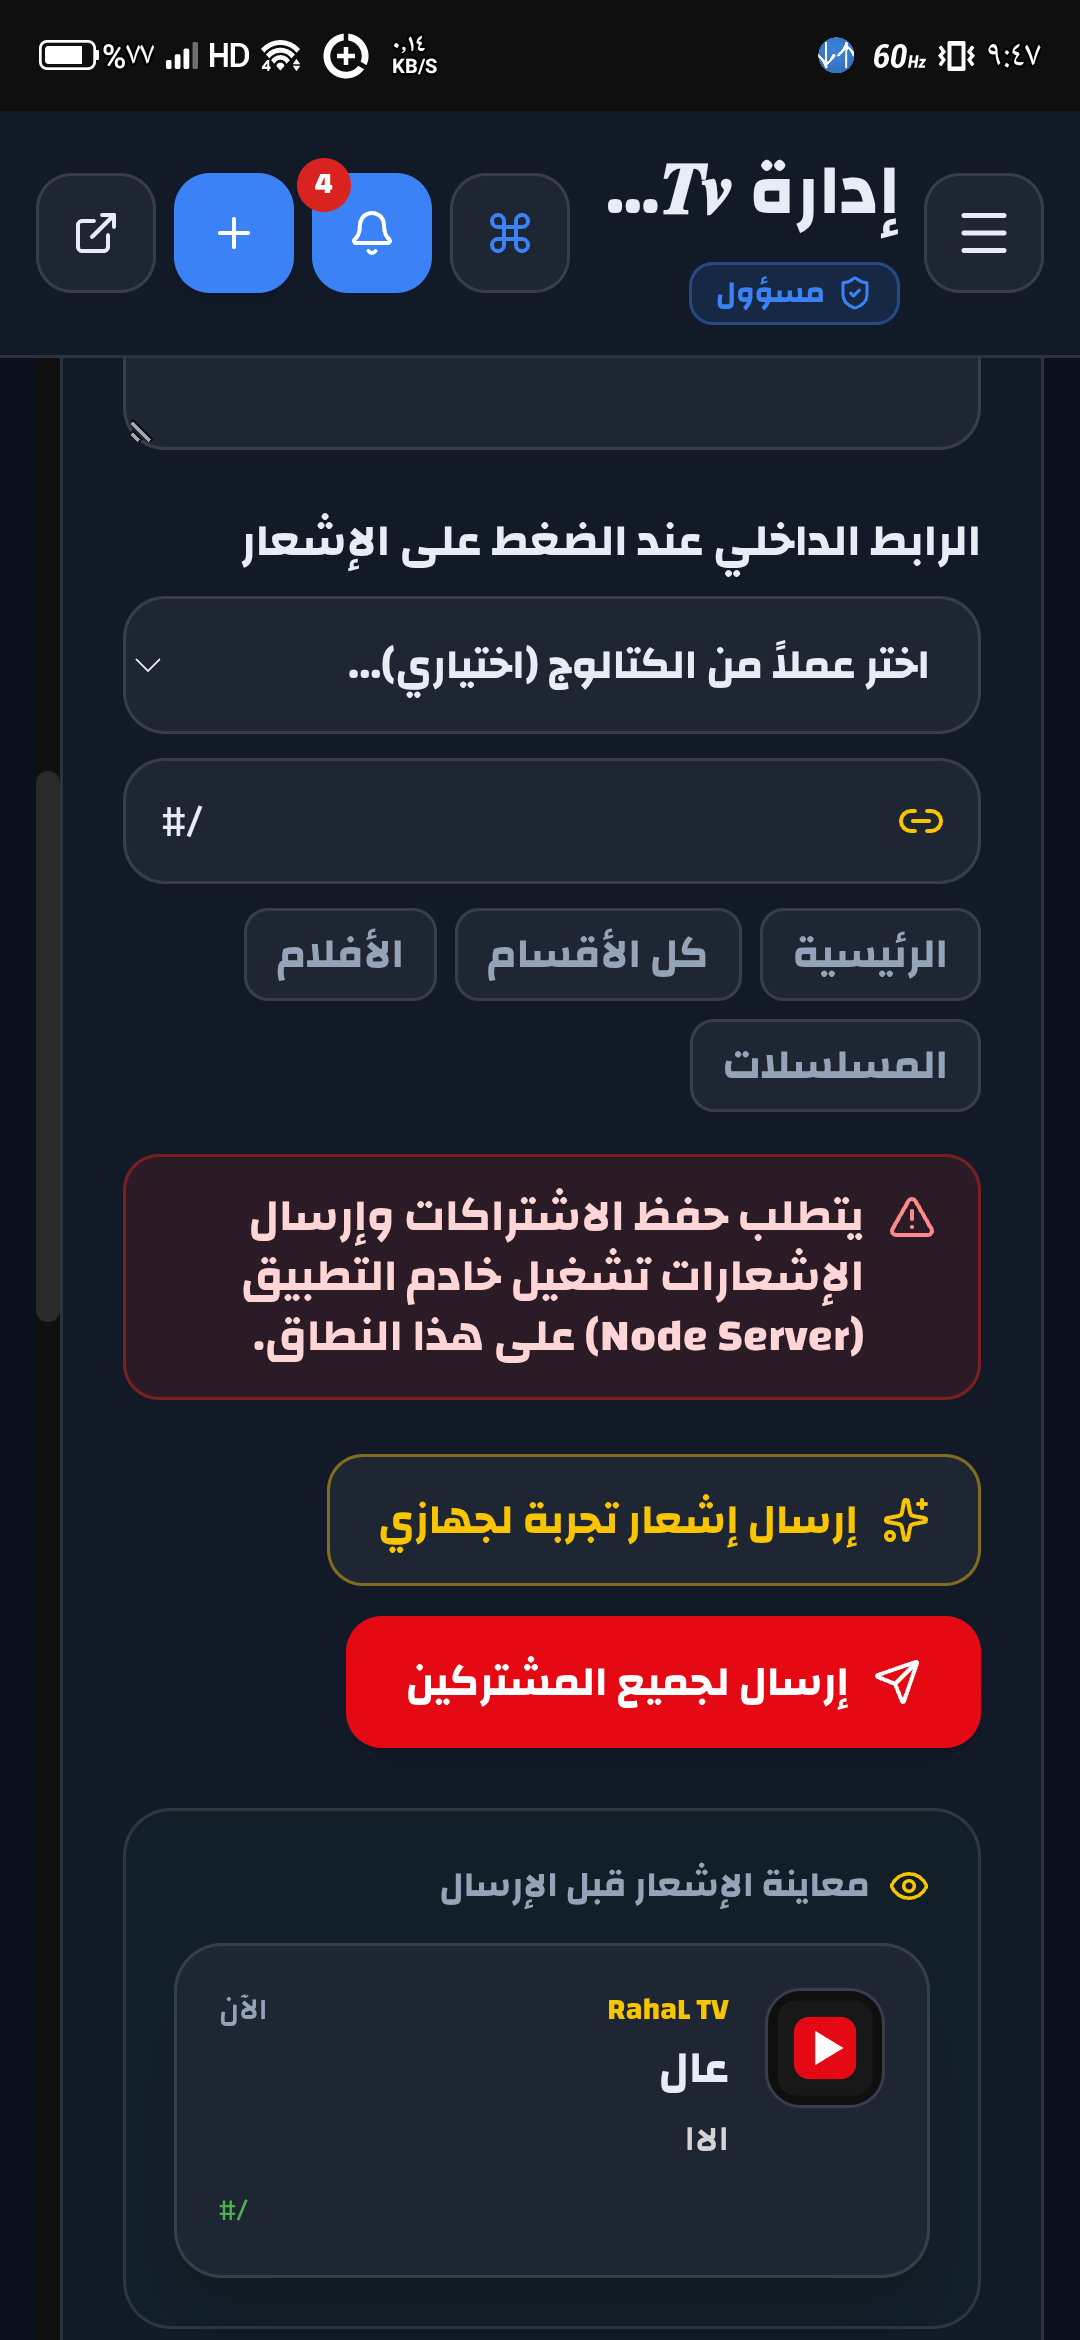 %٧٧ HD 4 ٠,١٤ KB/S 60Hz ٩:٤٧
إدارة Tv...
4
مسؤول
الرابط الداخلي عند الضغط على الإشعار
اختر عملاً من الكتالوج (اختياري)...
/#
الرئيسية
كل الأقسام
الأفلام
المسلسلات
يتطلب حفظ الاشتراكات وإرسال
الإشعارات تشغيل خادم التطبيق
(Node Server) على هذا النطاق.
إرسال إشعار تجربة لجهازي
إرسال لجميع المشتركين
معاينة الإشعار قبل الإرسال
RahaL TV
الآن
عال
الاا
/#